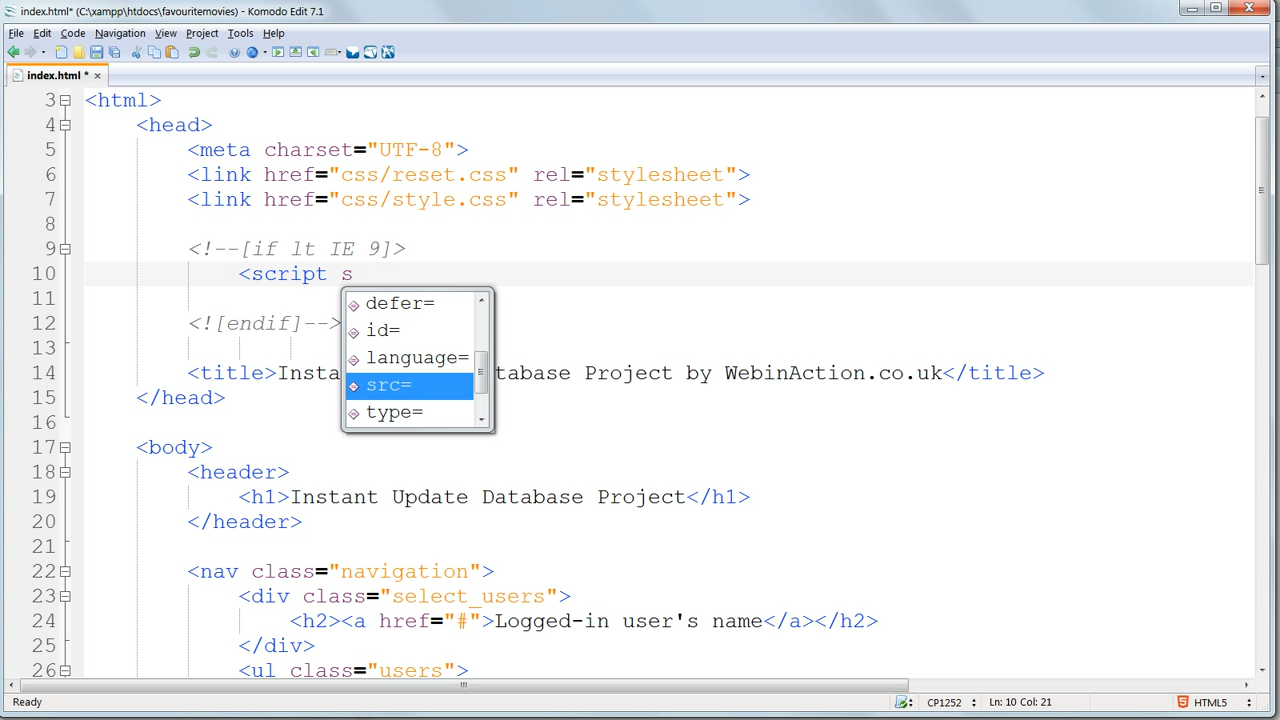 index.html* (C:\xampp\htdocs\favouritemovies) - Komodo Edit 7.1
File Edit Code Navigation View Project Tools Help
index.html *
3 <html>
4 <head>
5 <meta charset="UTF-8">
6 <link href="css/reset.css" rel="stylesheet">
7 <link href="css/style.css" rel="stylesheet">
8
9 <!--[if lt IE 9]>
10 <script s
11
defer=
id=
language=
src=
type=
12 <![endif]-->
13
14 <title>Insta tabase Project by WebinAction.co.uk</title>
15 </head>
16
17 <body>
18 <header>
19 <h1>Instant Update Database Project</h1>
20 </header>
21
22 <nav class="navigation">
23 <div class="select_users">
24 <h2><a href="#">Logged-in user's name</a></h2>
25 </div>
26 <ul class="users">
Ready CP1252 Ln: 10 Col: 21 HTML5